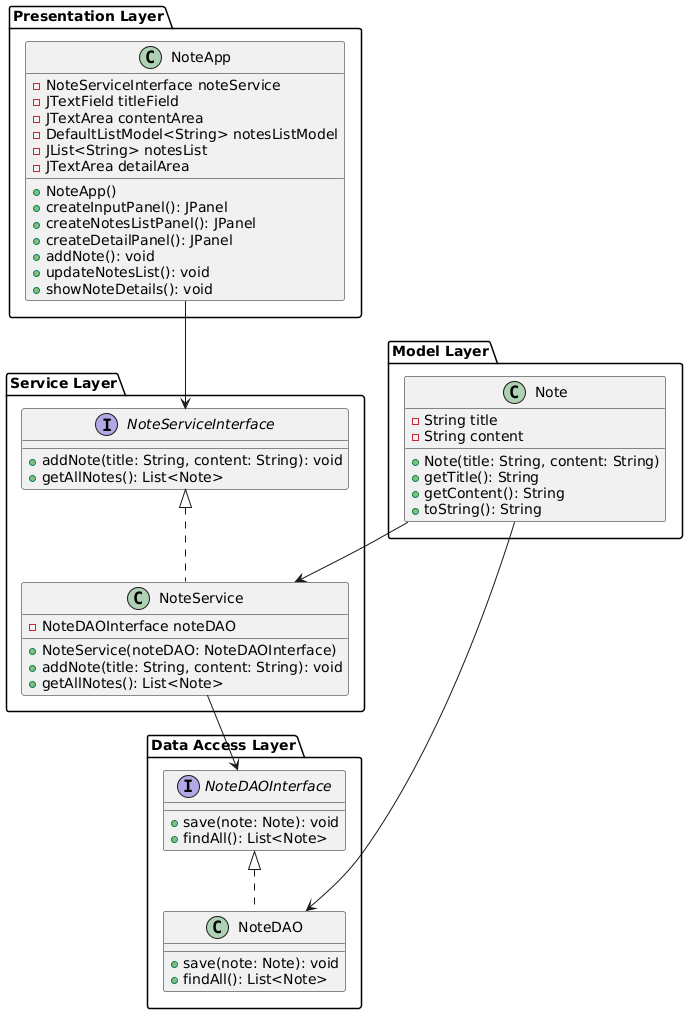 Presentation Layer
C NoteApp
NoteServiceInterface noteService
JTextField titleField
JTextArea contentArea
DefaultListModel<String> notesListModel
JList<String> notesList
JTextArea detailArea
NoteApp()
createInputPanel(): JPanel
createNotesListPanel(): JPanel
createDetailPanel(): JPanel
addNote(): void
updateNotesList(): void
showNoteDetails(): void
Model Layer
C Note
String title
String content
Note(title: String, content: String)
getTitle(): String
getContent(): String
toString(): String
Service Layer
I NoteServiceInterface
addNote(title: String, content: String): void
getAllNotes(): List<Note>
C NoteService
NoteDAOInterface noteDAO
NoteService(noteDAO: NoteDAOInterface)
addNote(title: String, content: String): void
getAllNotes(): List<Note>
Data Access Layer
I NoteDAOInterface
save(note: Note): void
findAll(): List<Note>
C NoteDAO
save(note: Note): void
findAll(): List<Note>